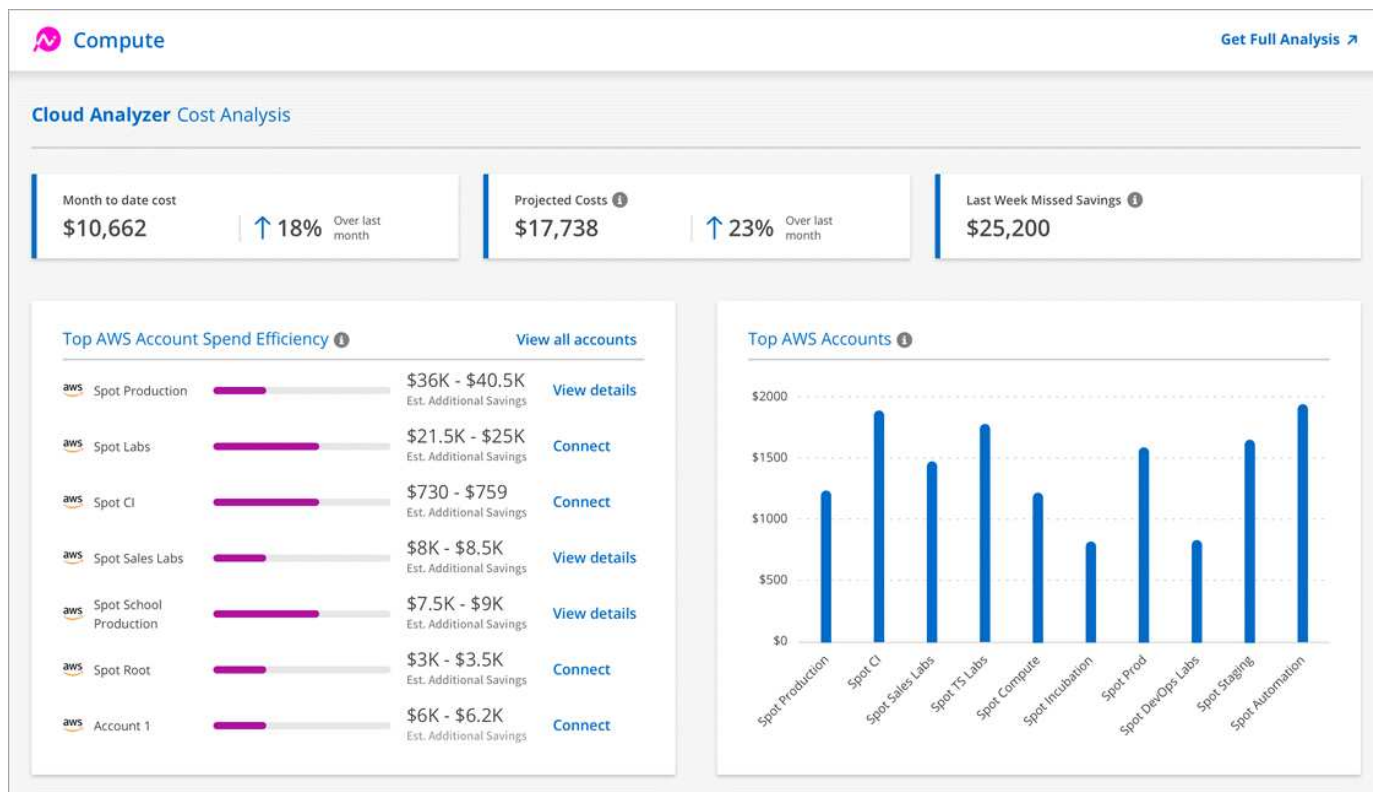 Compute
Get Full Analysis
Cloud Analyzer Cost Analysis
Month to date cost
$10,662
18%
Over last
month
Projected Costs
$17,738
23%
Over last
month
Last Week Missed Savings
$25,200
Top AWS Account Spend Efficiency
View all accounts
aws Spot Production
$36K - $40.5K
Est. Additional Savings
View details
aws Spot Labs
$21.5K - $25K
Est. Additional Savings
Connect
aws Spot CI
$730 - $759
Est. Additional Savings
Connect
aws Spot Sales Labs
$8K - $8.5K
Est. Additional Savings
View details
aws Spot School
Production
$7.5K - $9K
Est. Additional Savings
View details
aws Spot Root
$3K - $3.5K
Est. Additional Savings
Connect
aws Account 1
$6K - $6.2K
Est. Additional Savings
Connect
Top AWS Accounts
$2000
$1500
$1000
$500
$0
Spot Production
Spot CI
Spot Sales Labs
Spot TS Labs
Spot Compute
Spot Incubation
Spot Prod
Spot DevOps Labs
Spot Staging
Spot Automation